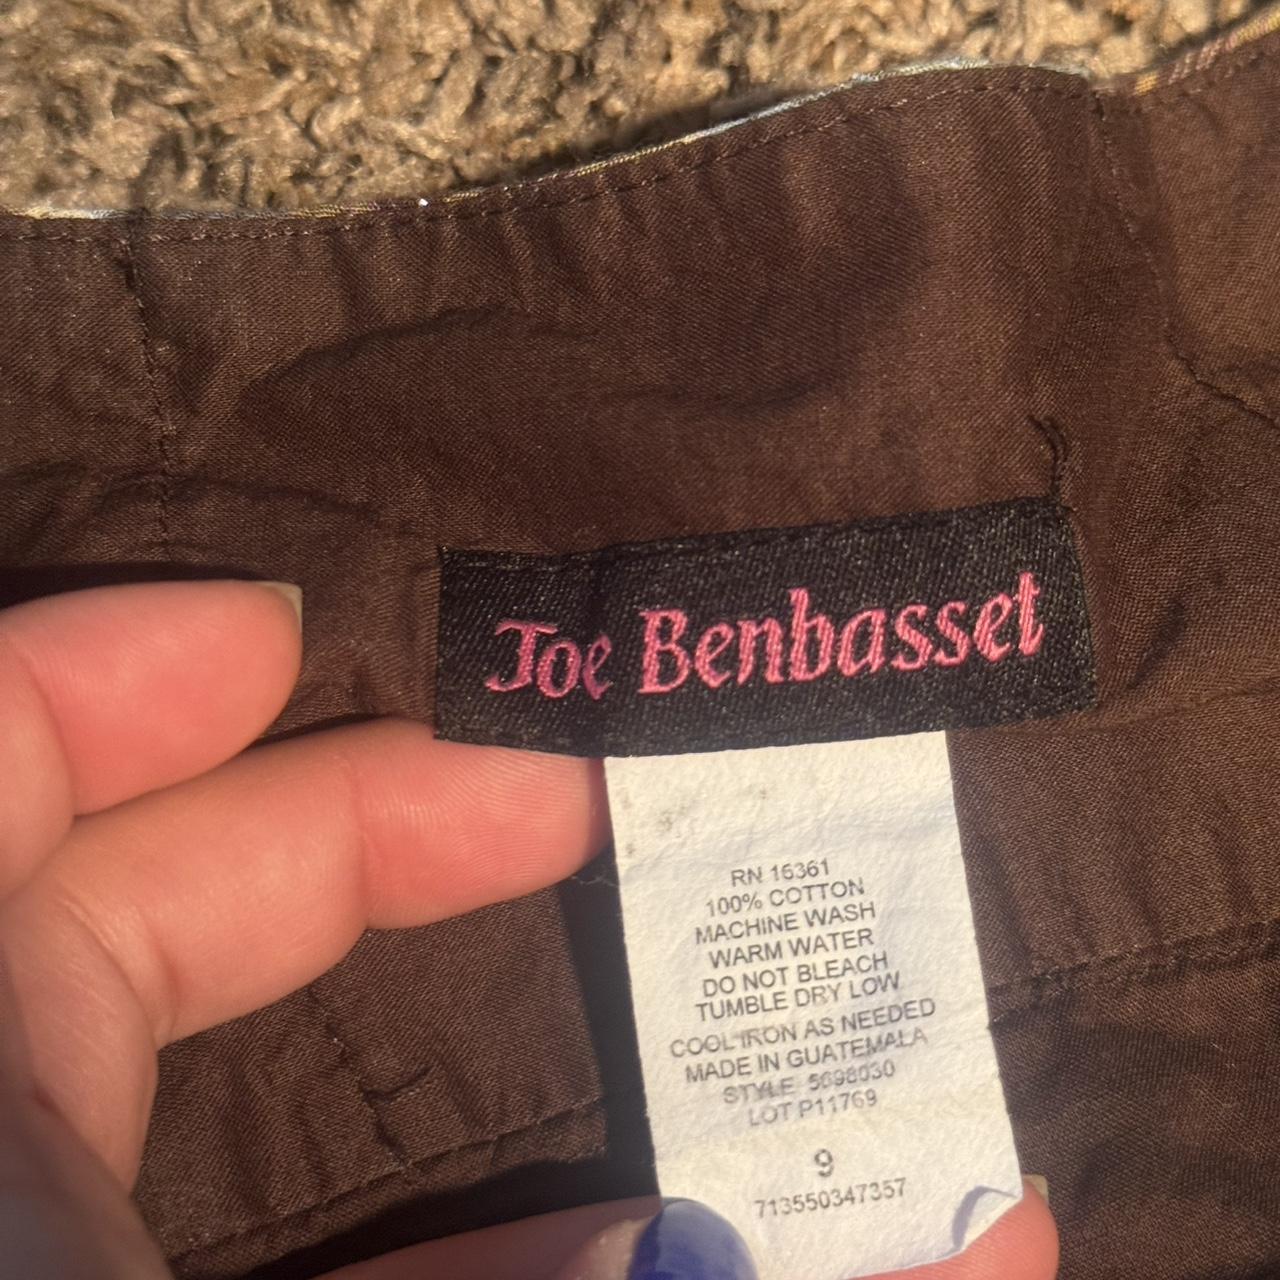 Joe Benbasset
RN 16361
100% COTTON
MACHINE WASH
WARM WATER
DO NOT BLEACH
TUMBLE DRY LOW
COOL IRON AS NEEDED
MADE IN GUATEMALA
STYLE 5698030
LOT P11769
9
713550347357